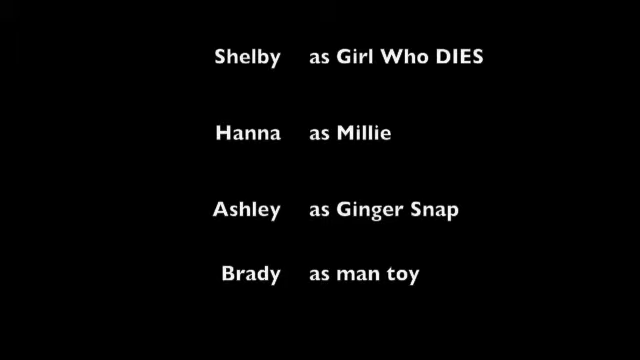 Shelby as Girl Who DIES
Hanna as Millie
Ashley as Ginger Snap
Brady as man toy